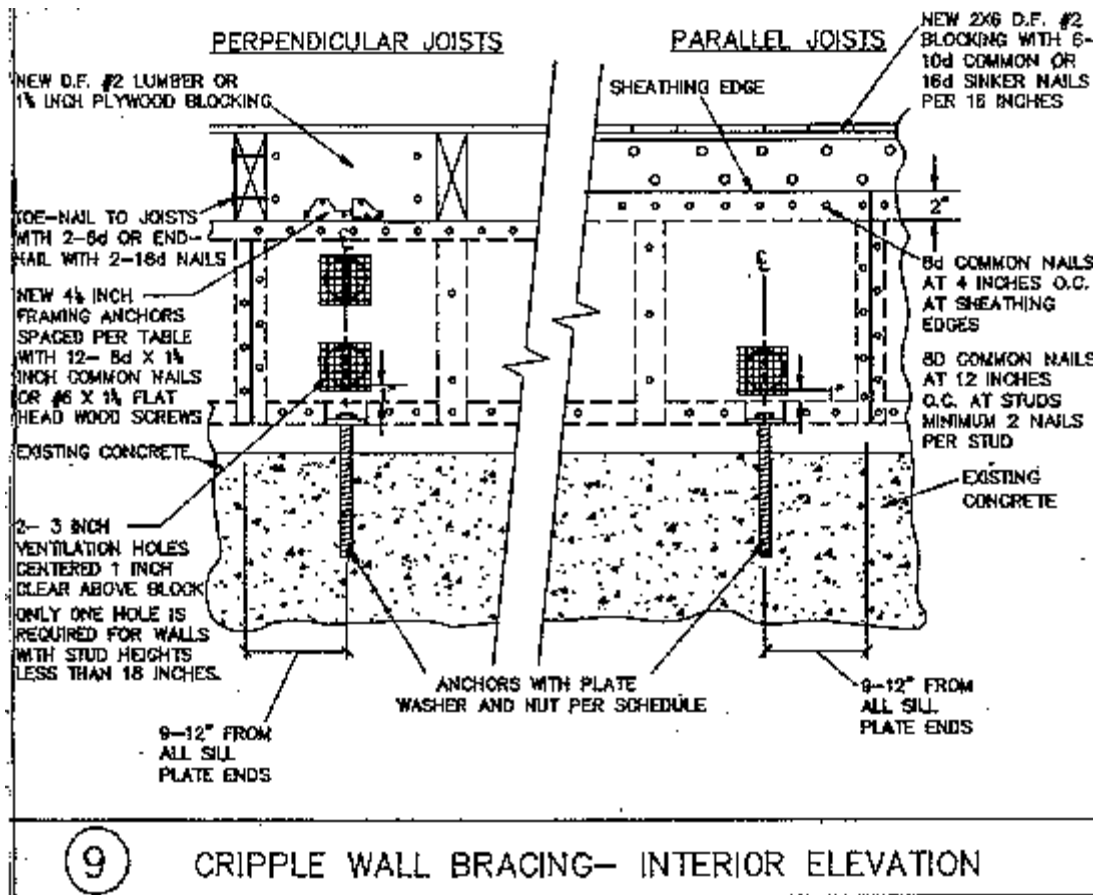 PERPENDICULAR JOISTS
PARALLEL JOISTS
NEW 2X6 D.F. #2
BLOCKING WITH 6-
10d COMMON OR
16d SINKER NAILS
PER 16 INCHES
NEW D.F. #2 LUMBER OR
INCH PLYWOOD BLOCKING
SHEATHING EDGE
TOE-NAIL TO JOISTS
WITH 2-8d OR END-
NAIL WITH 2-16d NAILS
2"
NEW INCH
FRAMING ANCHORS
SPACED PER TABLE
WITH 12- 8d X
INCH COMMON NAILS
OR #6 X FLAT
HEAD WOOD SCREWS
8d COMMON NAILS
AT 4 INCHES O.C.
AT SHEATHING
EDGES
8D COMMON NAILS
AT 12 INCHES
O.C. AT STUDS
MINIMUM 2 NAILS
PER STUD
EXISTING CONCRETE
EXISTING
CONCRETE
2- 3 INCH
VENTILATION HOLES
CENTERED 1 INCH
CLEAR ABOVE BLOCK
ONLY ONE HOLE IS
REQUIRED FOR WALLS
WITH STUD HEIGHTS
LESS THAN 18 INCHES.
ANCHORS WITH PLATE
WASHER AND NUT PER SCHEDULE
9-12" FROM
ALL SILL
PLATE ENDS
9-12" FROM
ALL SILL
PLATE ENDS
9 CRIPPLE WALL BRACING- INTERIOR ELEVATION